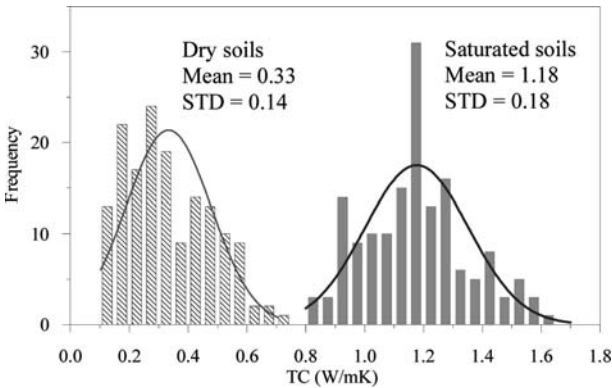 30
20
10
0
Frequency
Dry soils
Mean = 0.33
STD = 0.14
Saturated soils
Mean = 1.18
STD = 0.18
0.0 0.2 0.4 0.6 0.8 1.0 1.2 1.4 1.6 1.8
TC (W/mK)